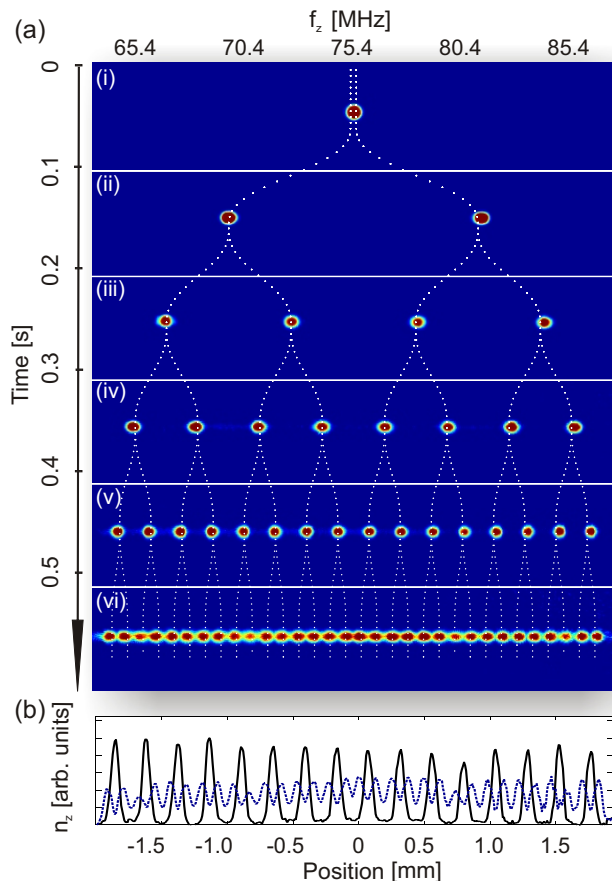 (a)
f_z [MHz]
65.4 70.4 75.4 80.4 85.4
Time [s]
0
0.1
0.2
0.3
0.4
0.5
(i)
(ii)
(iii)
(iv)
(v)
(vi)
(b)
n_z [arb. units]
-1.5 -1.0 -0.5 0 0.5 1.0 1.5
Position [mm]